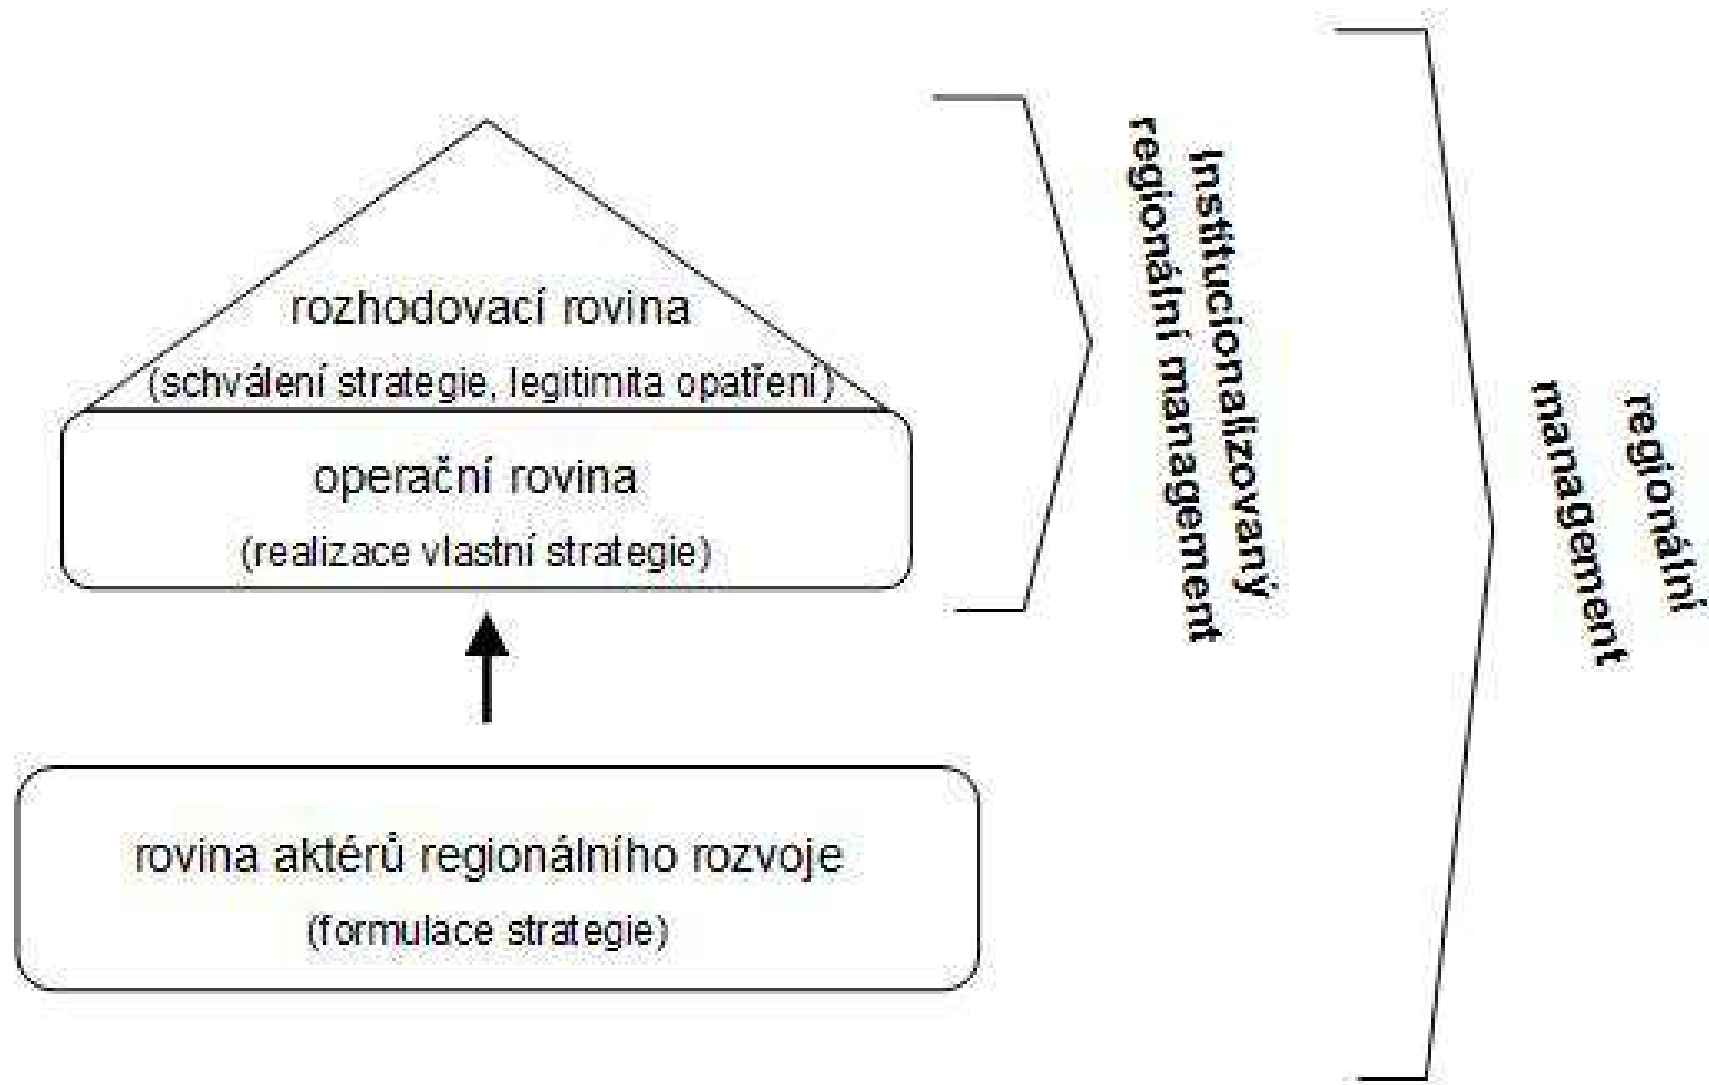 rozhodovací rovina
(schválení strategie, legitimita opatření)
operační rovina
(realizace vlastní strategie)
rovina aktérů regionálního rozvoje
(formulace strategie)
Institucionalizovaný
regionální management
regionální
management